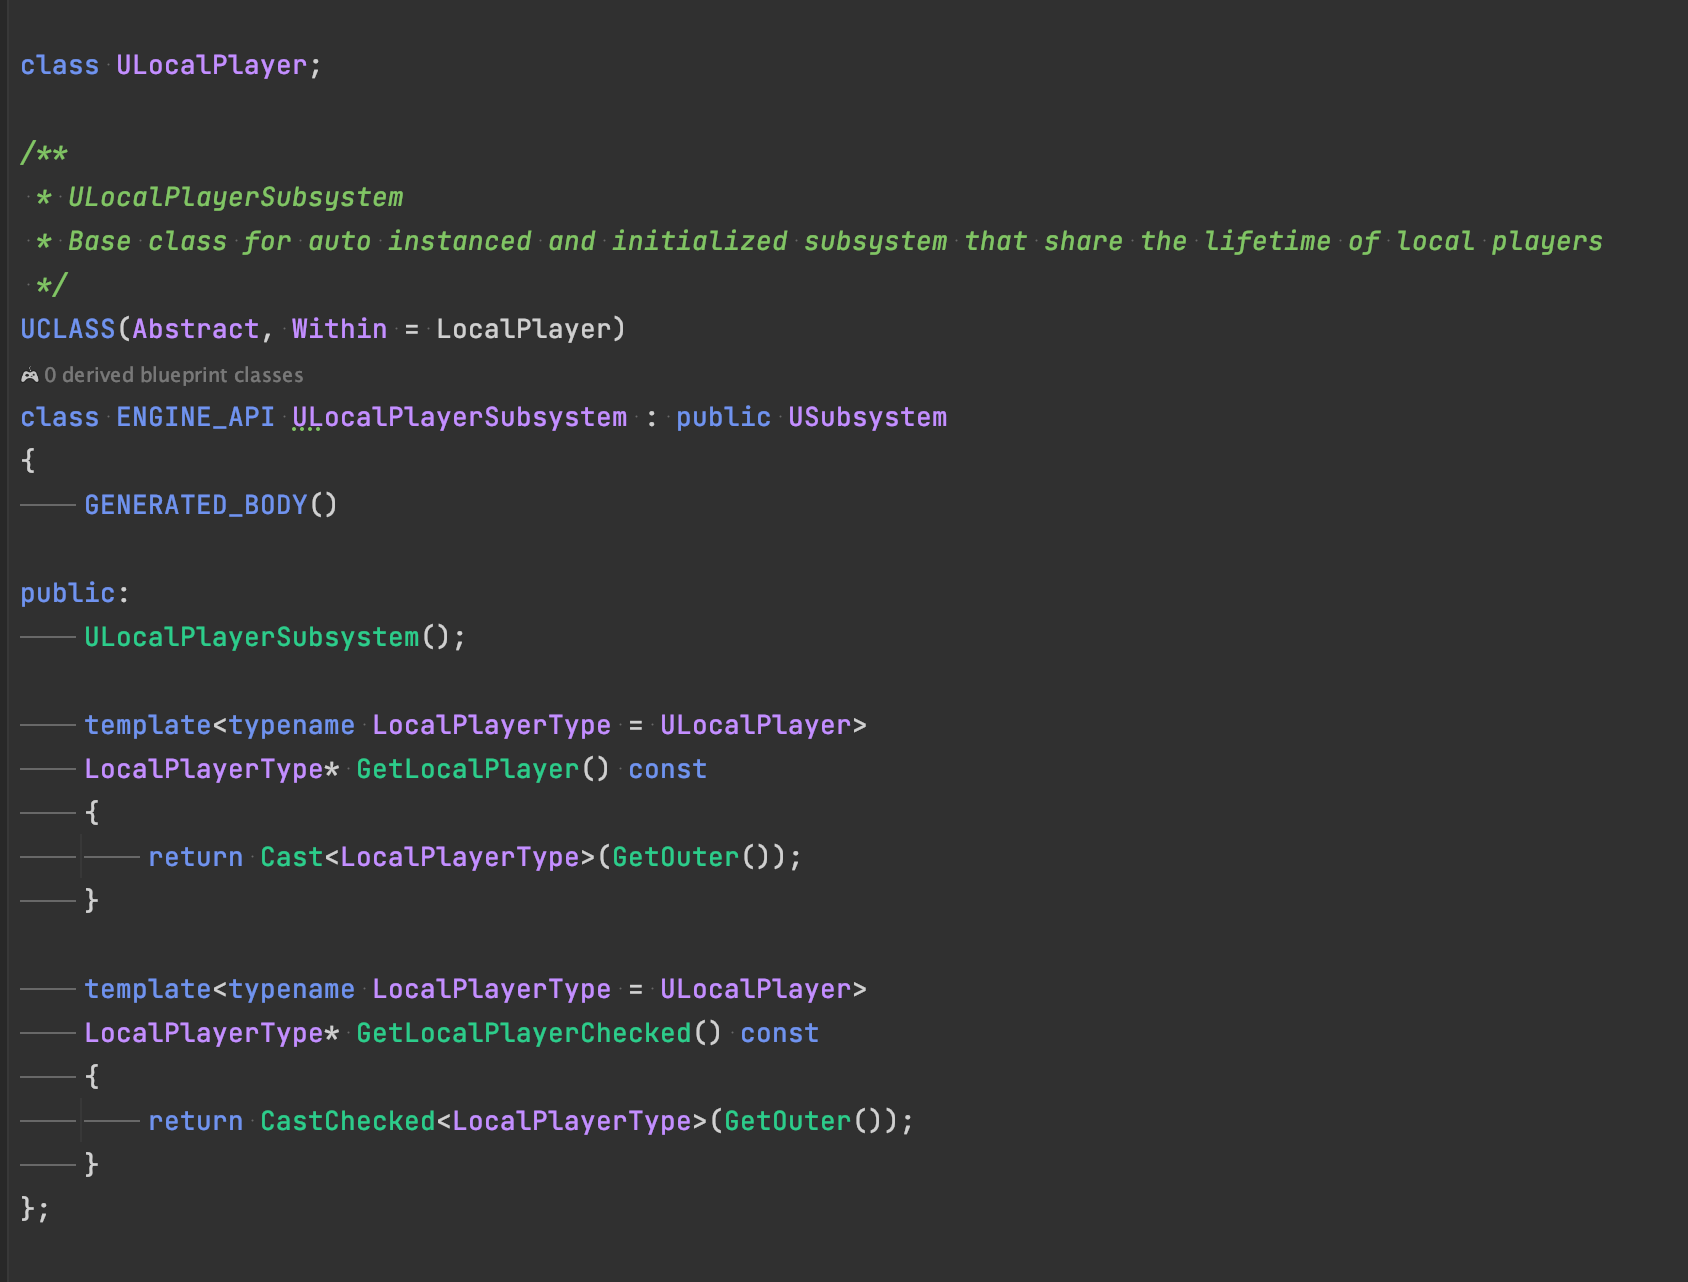 class ULocalPlayer;
/**
 * ULocalPlayerSubsystem
 * Base class for auto instanced and initialized subsystem that share the lifetime of local players
 */
UCLASS(Abstract, Within = LocalPlayer)
0 derived blueprint classes
class ENGINE_API ULocalPlayerSubsystem : public USubsystem
{
	GENERATED_BODY()
public:
	ULocalPlayerSubsystem();
	template<typename LocalPlayerType = ULocalPlayer>
	LocalPlayerType* GetLocalPlayer() const
	{
		return Cast<LocalPlayerType>(GetOuter());
	}
	template<typename LocalPlayerType = ULocalPlayer>
	LocalPlayerType* GetLocalPlayerChecked() const
	{
		return CastChecked<LocalPlayerType>(GetOuter());
	}
};